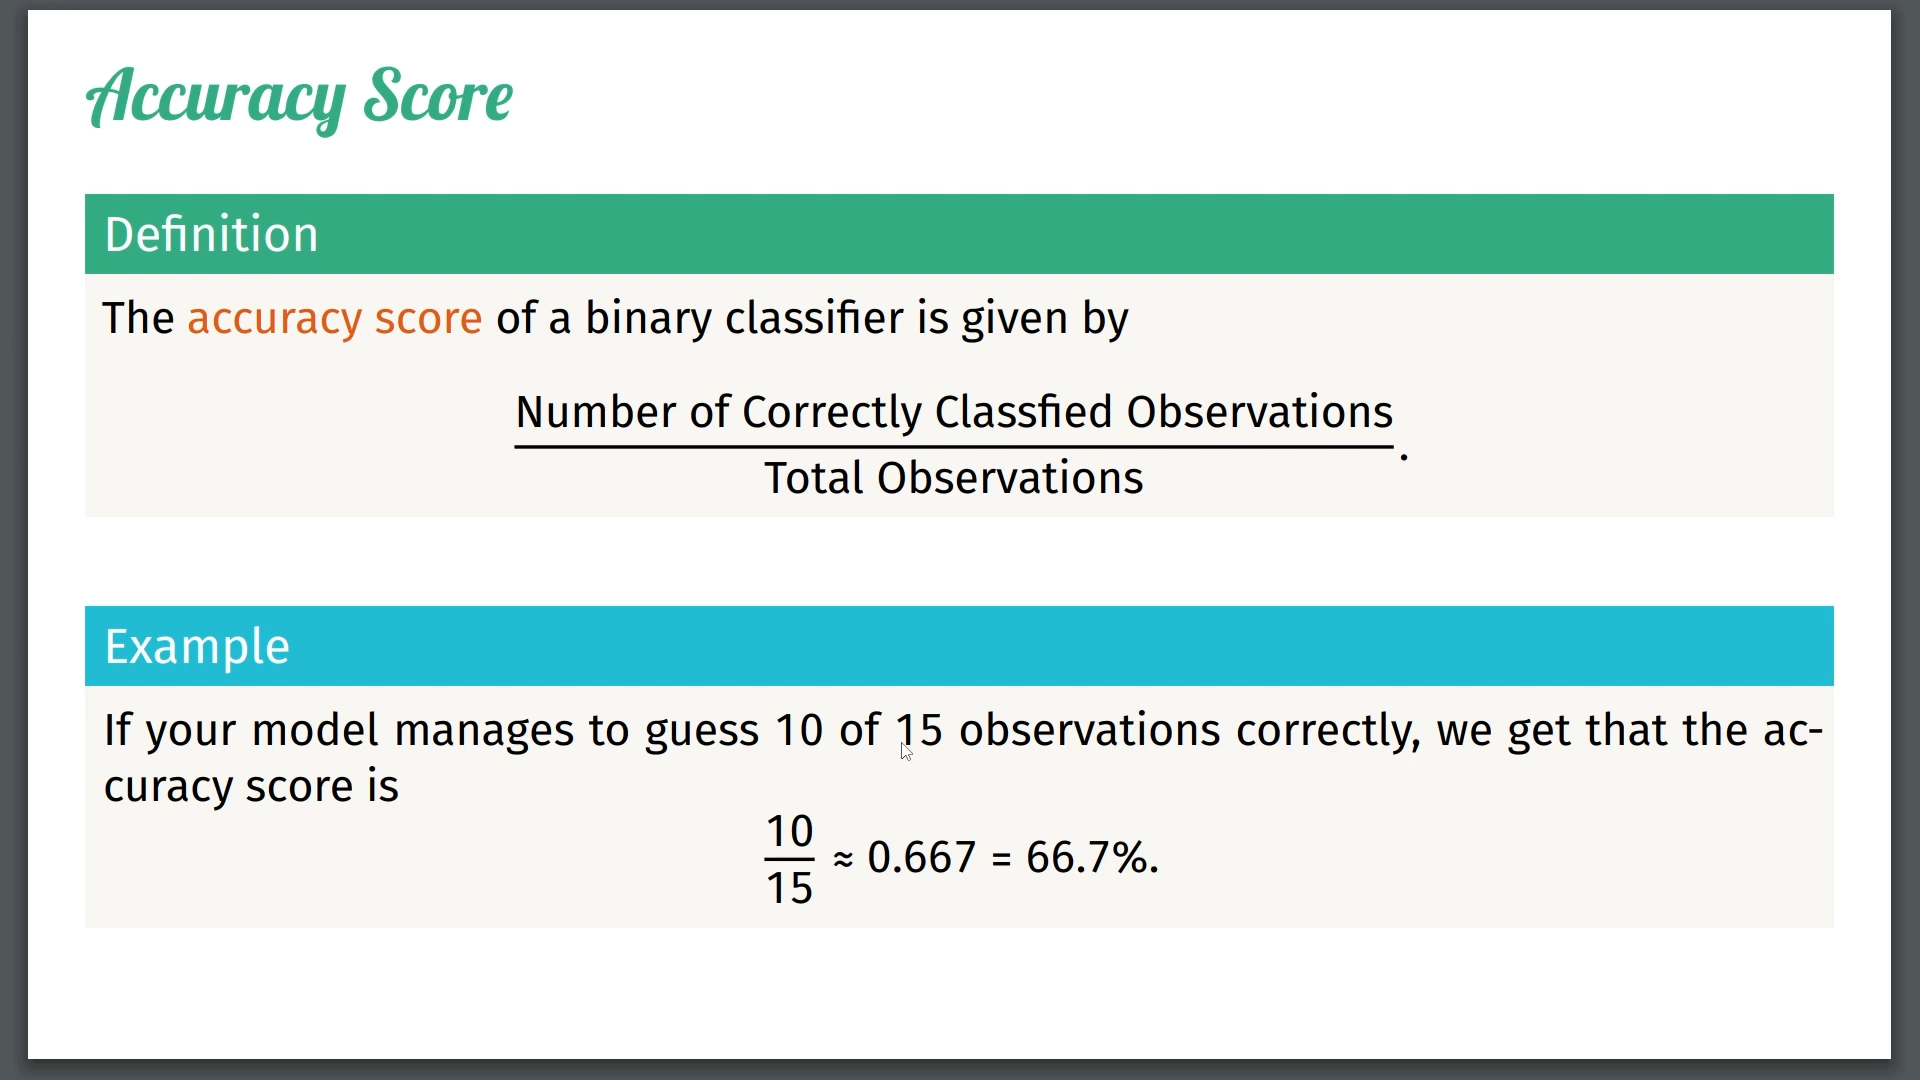 Accuracy Score
Definition
The accuracy score of a binary classifier is given by
Number of Correctly Classfied Observations
Total Observations
.
Example
If your model manages to guess 10 of 15 observations correctly, we get that the ac-
curacy score is
10
15
≈ 0.667 = 66.7%.